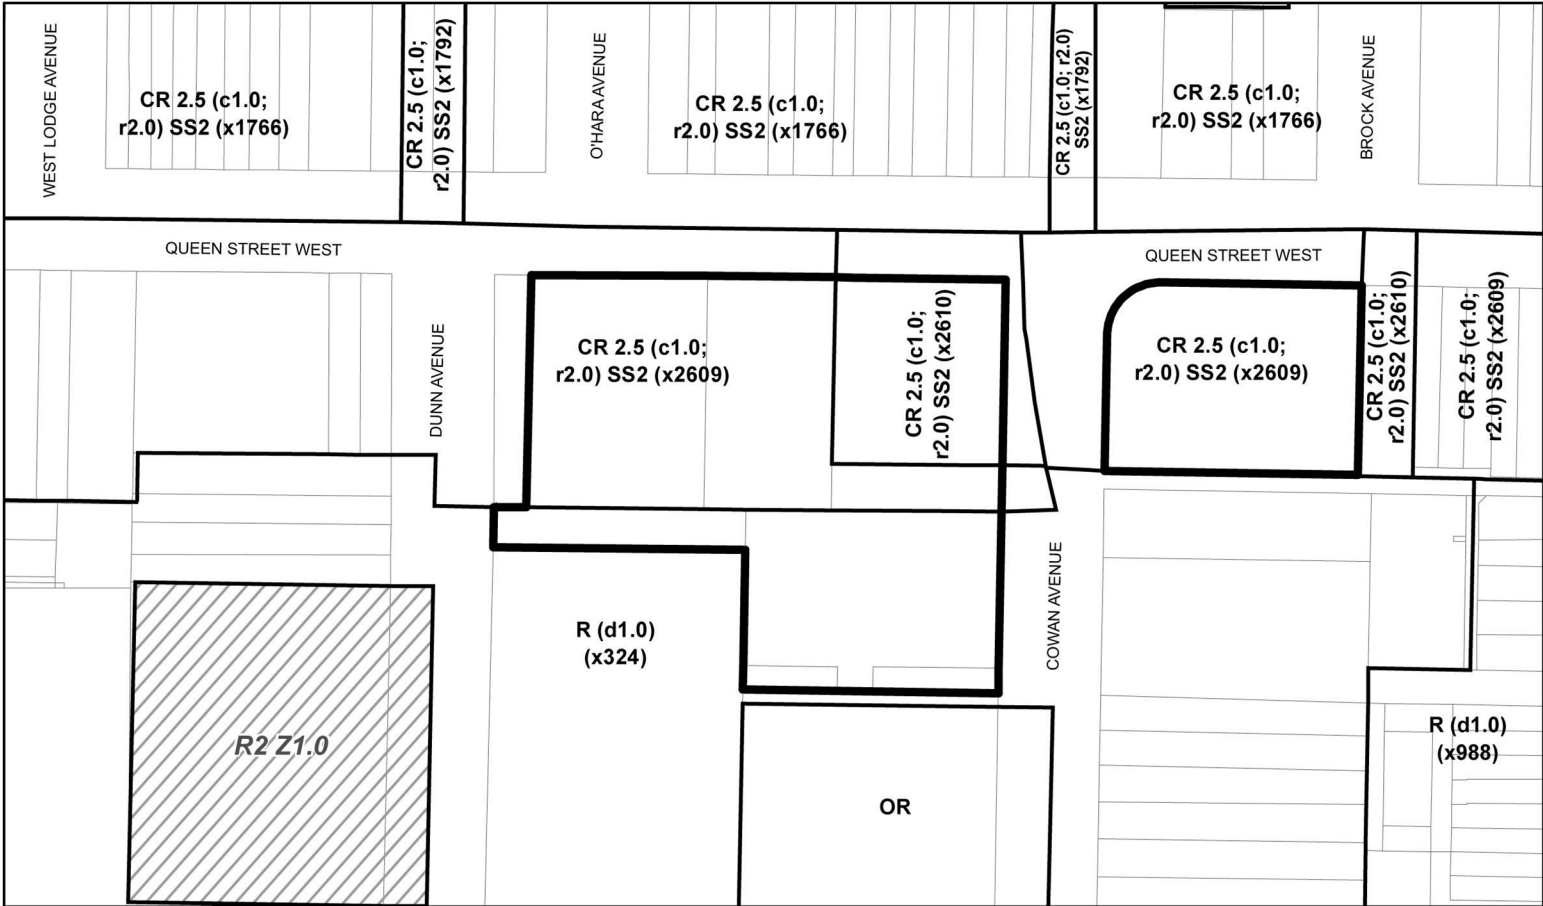 WEST LODGE AVENUE
CR 2.5 (c1.0;
r2.0) SS2 (x1766)
CR 2.5 (c1.0;
r2.0) SS2 (x1792)
O'HARA AVENUE
CR 2.5 (c1.0;
r2.0) SS2 (x1766)
CR 2.5 (c1.0; r2.0)
SS2 (x1792)
CR 2.5 (c1.0;
r2.0) SS2 (x1766)
BROCK AVENUE
QUEEN STREET WEST
QUEEN STREET WEST
DUNN AVENUE
CR 2.5 (c1.0;
r2.0) SS2 (x2609)
CR 2.5 (c1.0;
r2.0) SS2 (x2610)
CR 2.5 (c1.0;
r2.0) SS2 (x2609)
CR 2.5 (c1.0;
r2.0) SS2 (x2610)
CR 2.5 (c1.0;
r2.0) SS2 (x2609)
R (d1.0)
(x324)
COWAN AVENUE
R2 Z1.0
OR
R (d1.0)
(x988)